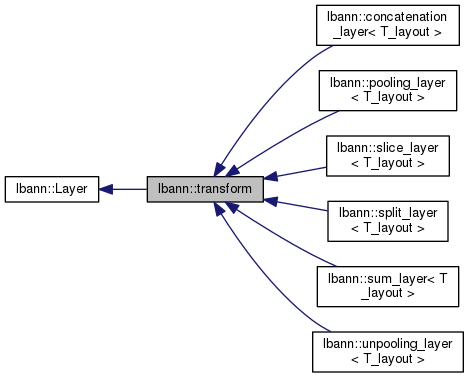 lbann::Layer
lbann::transform
lbann::concatenation
_layer< T_layout >
lbann::pooling_layer
< T_layout >
lbann::slice_layer
< T_layout >
lbann::split_layer
< T_layout >
lbann::sum_layer< T
_layout >
lbann::unpooling_layer
< T_layout >